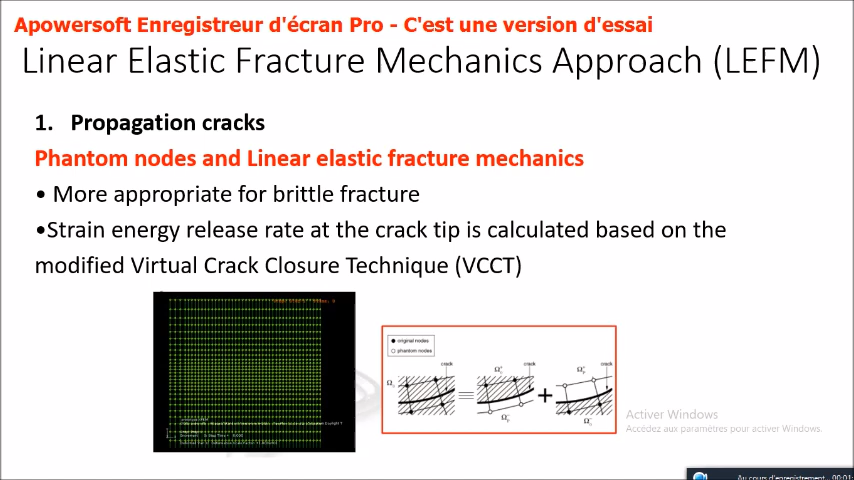 Apowersoft Enregistreur d'écran Pro - C'est une version d'essai
Linear Elastic Fracture Mechanics Approach (LEFM)
1. Propagation cracks
Phantom nodes and Linear elastic fracture mechanics
• More appropriate for brittle fracture
•Strain energy release rate at the crack tip is calculated based on the
modified Virtual Crack Closure Technique (VCCT)
original nodes
phantom nodes
crack
crack
crack
+
Activer Windows
Accédez aux paramètres pour activer Windows.
Au cours d'enregistrement...